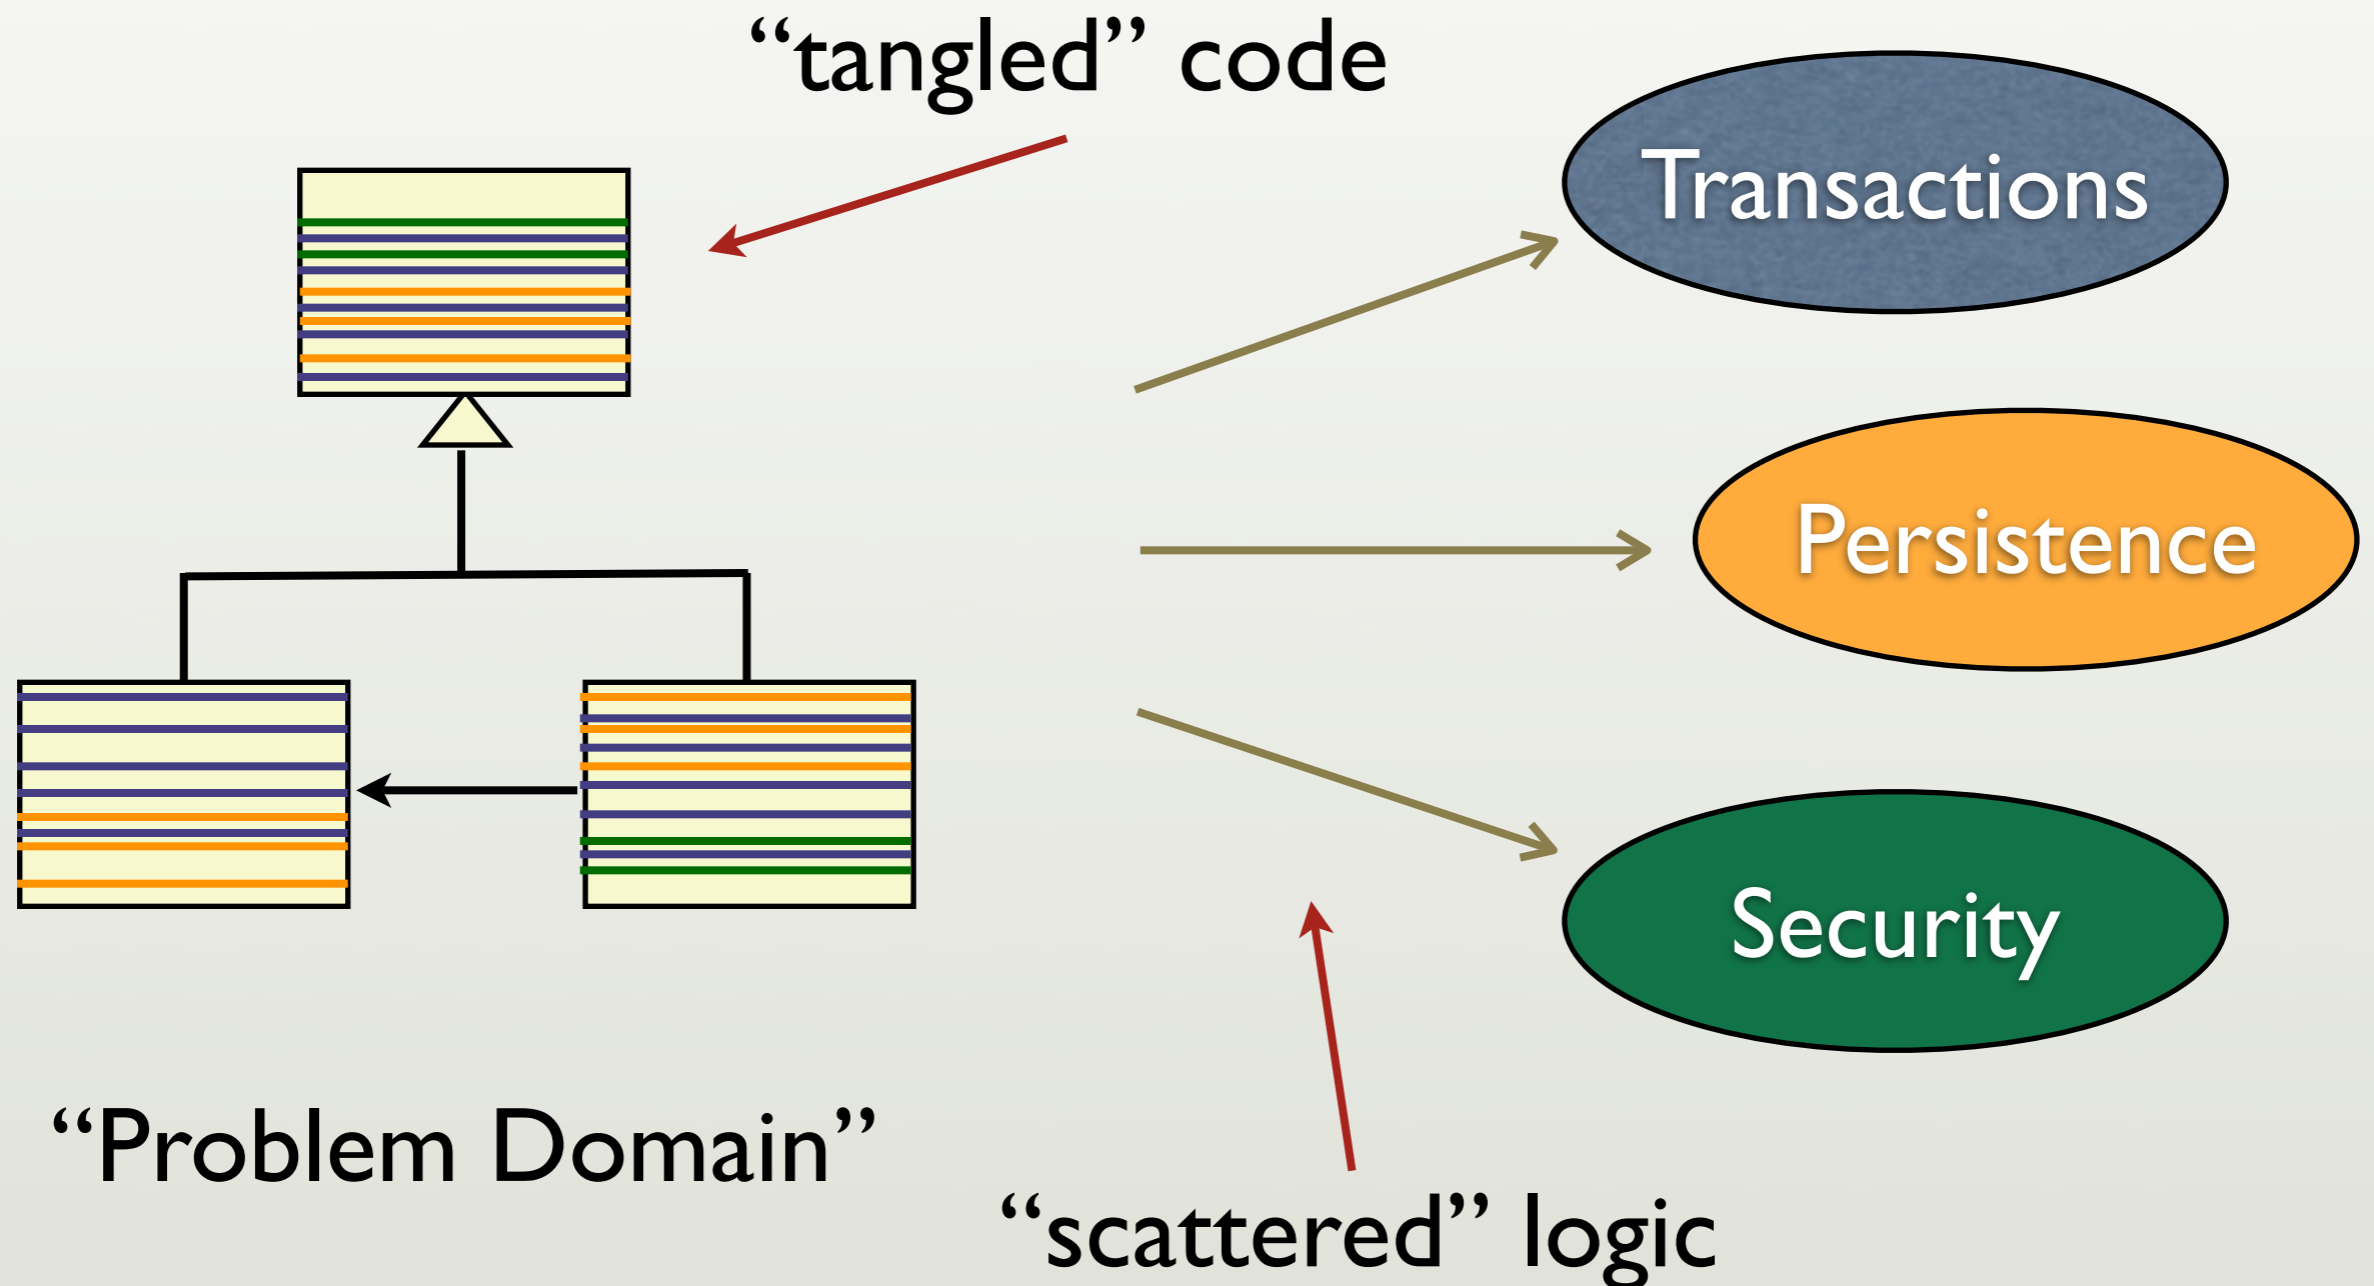 “tangled” code
Transactions
Persistence
Security
“Problem Domain”
“scattered” logic